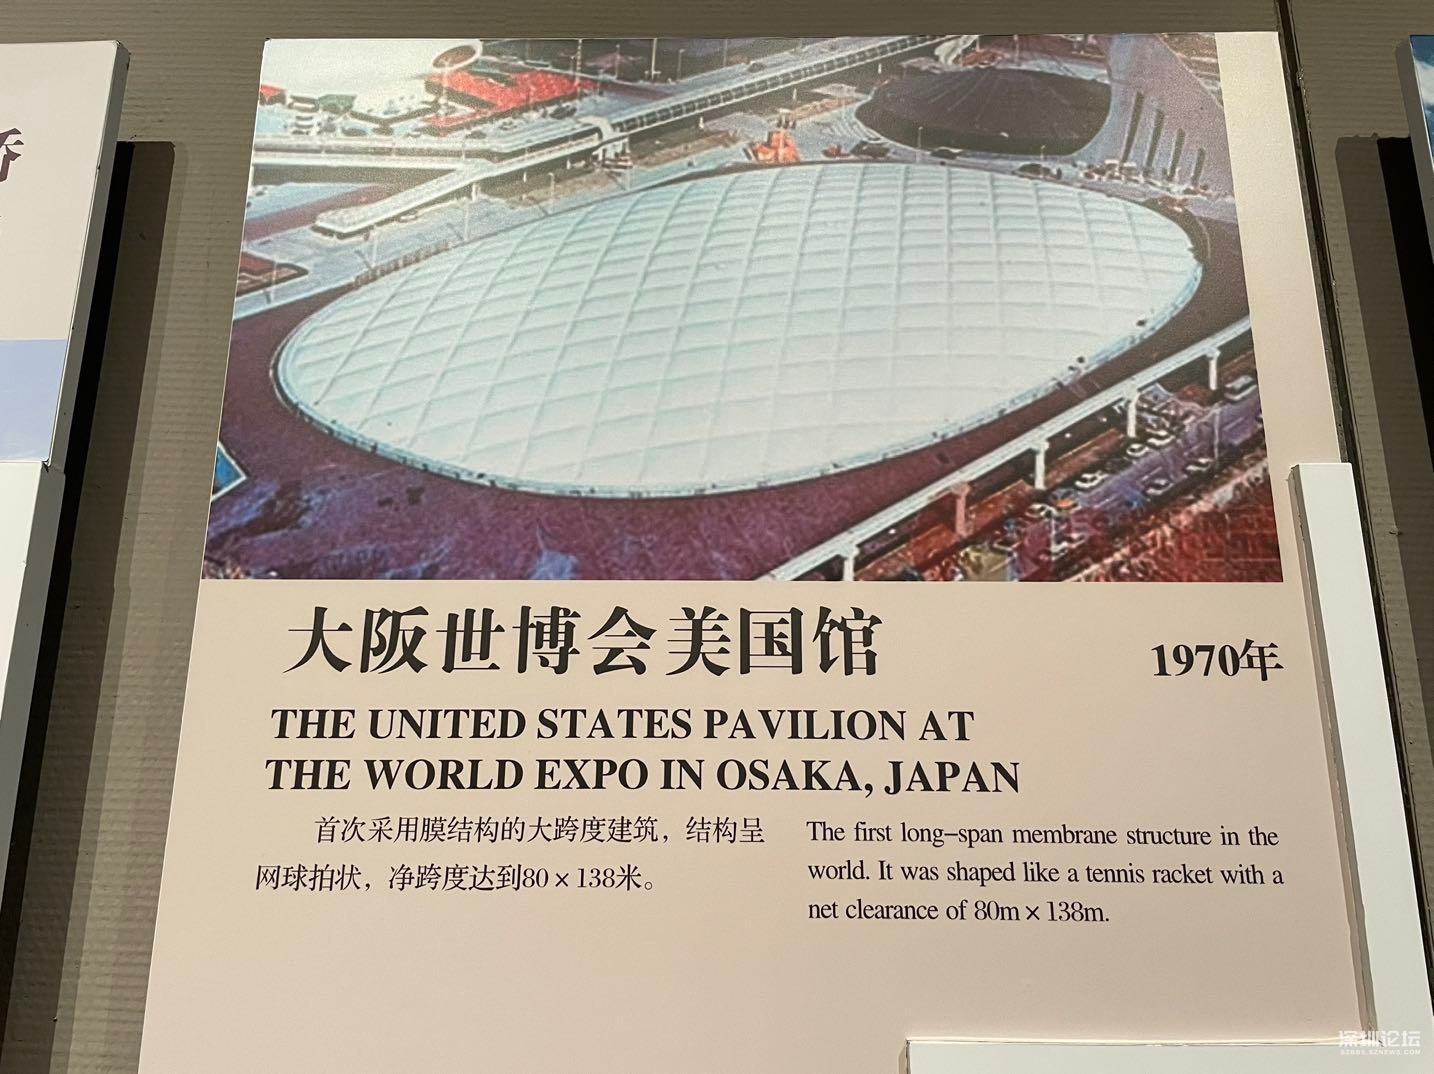 桥
大阪世博会美国馆
1970年
THE UNITED STATES PAVILION AT
THE WORLD EXPO IN OSAKA, JAPAN
首次采用膜结构的大跨度建筑，结构呈
网球拍状，净跨度达到80×138米。
The first long-span membrane structure in the
world. It was shaped like a tennis racket with a
net clearance of 80m×138m.
深圳论坛
SZBBS.SZNEWS.COM